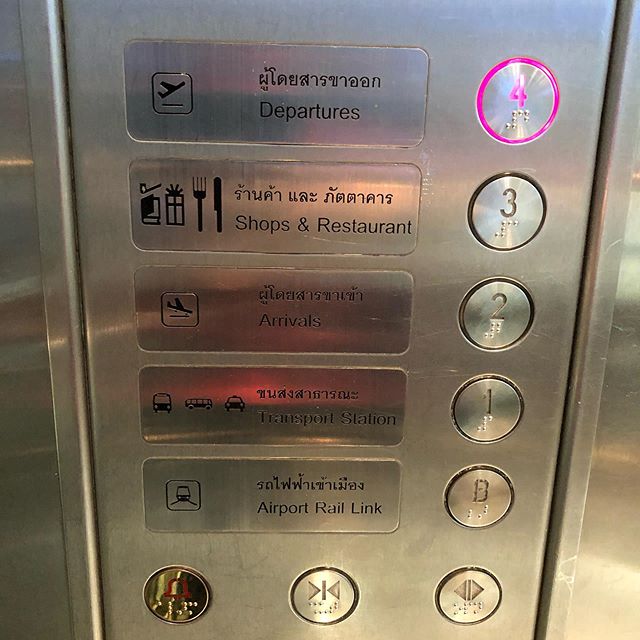 ผู้โดยสารขาออก
Departures
4
ร้านค้า และ ภัตตาคาร
Shops & Restaurant
3
ผู้โดยสารขาเข้า
Arrivals
2
ขนส่งสาธารณะ
Transport Station
1
รถไฟฟ้าเข้าเมือง
Airport Rail Link
B